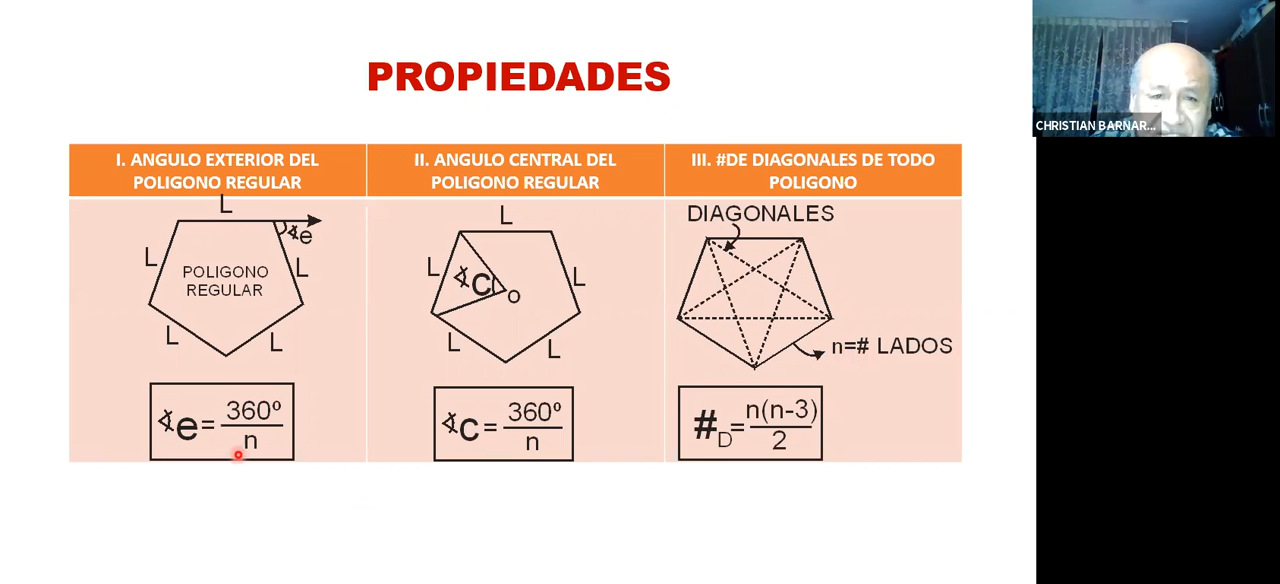 PROPIEDADES
I. ANGULO EXTERIOR DEL
POLIGONO REGULAR
II. ANGULO CENTRAL DEL
POLIGONO REGULAR
III. #DE DIAGONALES DE TODO
POLIGONO
L
∢e
L
L
POLIGONO
REGULAR
L
L
∢e = 360º
n
L
L
∢C
o
L
L
L
∢c = 360º
n
DIAGONALES
n=# LADOS
#D = n(n-3)
2
CHRISTIAN BARNAR...